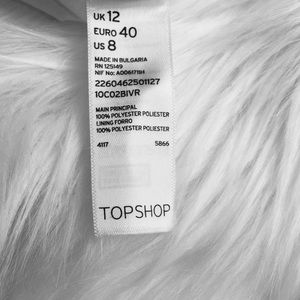 UK 12
EURO 40
US 8
MADE IN BULGARIA
RN 125149
NIF No: A0061718H
2260462501127
10C02BIVR
MAIN PRINCIPAL
100% POLYESTER POLIESTER
LINING FORRO
100% POLYESTER POLIESTER
4117 5866
TOPSHOP